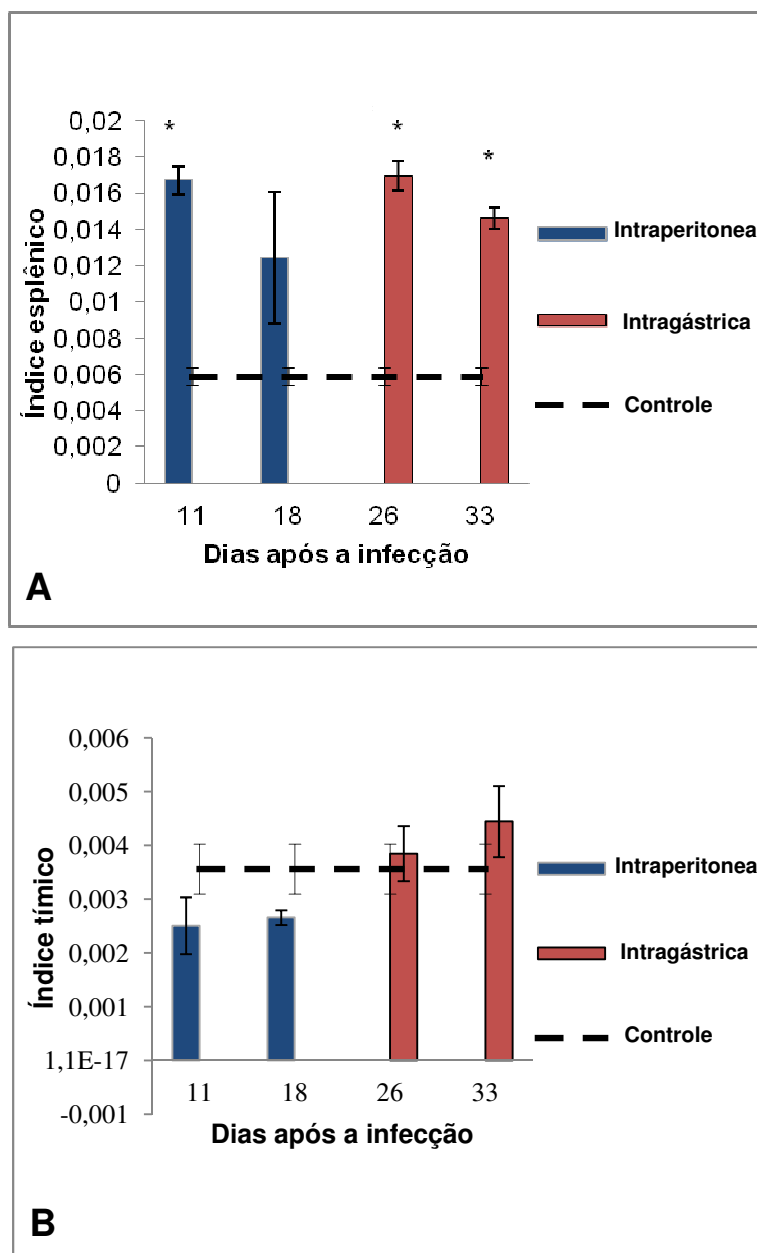 0,02
0,018
0,016
0,014
0,012
0,01
0,008
0,006
0,004
0,002
0
Índice esplênico
*
*
*
11 18 26 33
Dias após a infecção
Intraperitonea
Intragástrica
Controle
A
0,006
0,005
0,004
0,003
0,002
0,001
1,1E-17
-0,001
Índice tímico
11 18 26 33
Dias após a infecção
Intraperitonea
Intragástrica
Controle
B